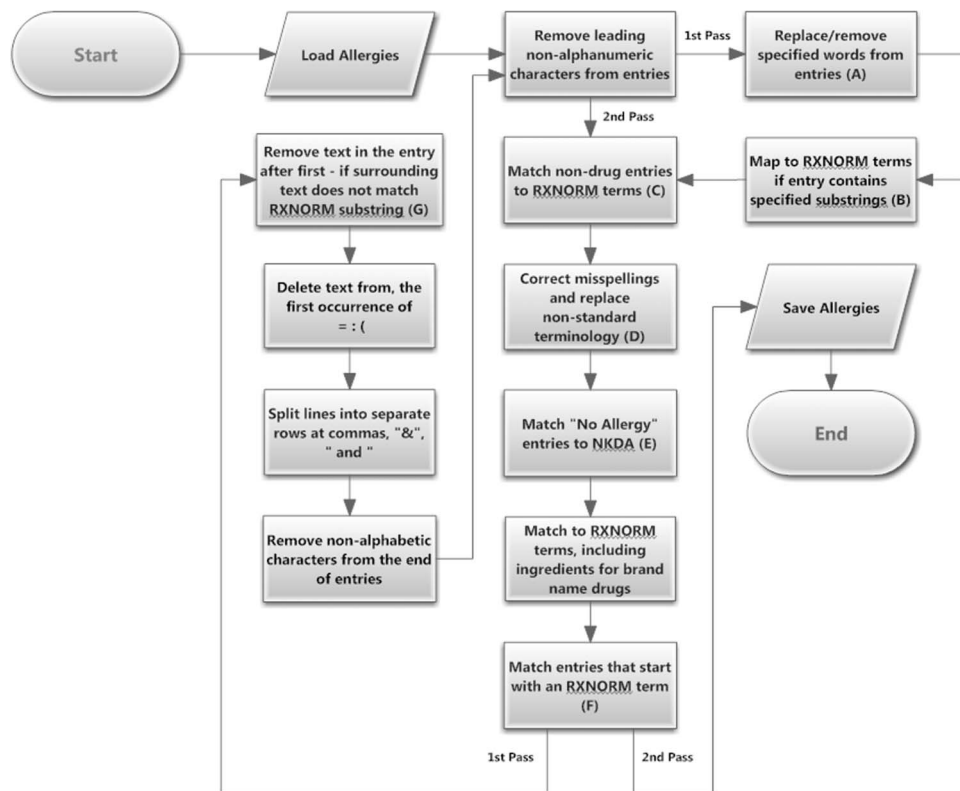 Start
Load Allergies
Remove leading
non-alphanumeric
characters from entries
1st Pass
Replace/remove
specified words from
entries (A)
2nd Pass
Remove text in the entry
after first - if surrounding
text does not match
RXNORM substring (G)
Match non-drug entries
to RXNORM terms (C)
Map to RXNORM terms
if entry contains
specified substrings (B)
Delete text from, the
first occurrence of
= : (
Correct misspellings
and replace
non-standard
terminology (D)
Save Allergies
Split lines into separate
rows at commas, "&",
" and "
Match "No Allergy"
entries to NKDA (E)
End
Remove non-alphabetic
characters from the end
of entries
Match to RXNORM
terms, including
ingredients for brand
name drugs
Match entries that start
with an RXNORM term
(F)
1st Pass
2nd Pass